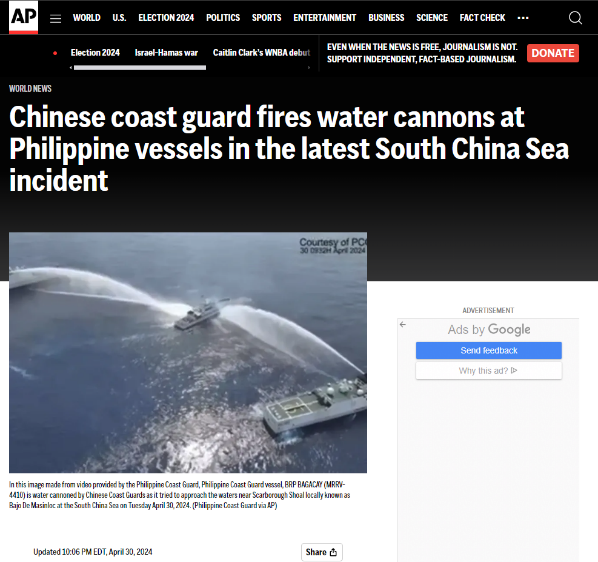 AP
WORLD U.S. ELECTION 2024 POLITICS SPORTS ENTERTAINMENT BUSINESS SCIENCE FACT CHECK
Election 2024 Israel-Hamas war Caitlin Clark's WNBA debut
EVEN WHEN THE NEWS IS FREE, JOURNALISM IS NOT.
SUPPORT INDEPENDENT, FACT-BASED JOURNALISM.
DONATE
WORLD NEWS
Chinese coast guard fires water cannons at
Philippine vessels in the latest South China Sea
incident
Courtesy of PC
30 0932H April 2024
In this image made from video provided by the Philippine Coast Guard, Philippine Coast Guard vessel, BRP BAGACAY (MRRV-
4410) is water cannoned by Chinese Coast Guards as it tried to approach the waters near Scarborough Shoal locally known as
Bajo De Masinloc at the South China Sea on Tuesday April 30, 2024. (Philippine Coast Guard via AP)
Updated 10:06 PM EDT, April 30, 2024
Share
ADVERTISEMENT
Ads by Google
Send feedback
Why this ad?